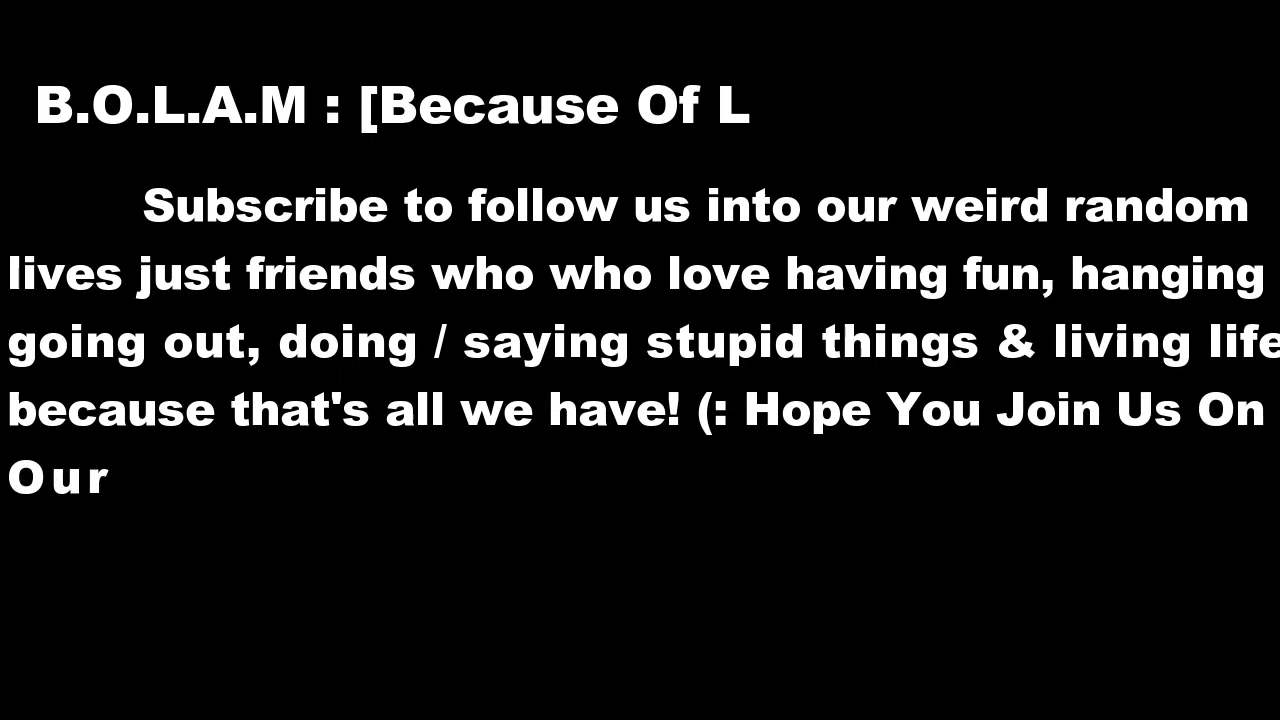 B.O.L.A.M : [Because Of L
Subscribe to follow us into our weird random
lives just friends who who love having fun, hanging
going out, doing / saying stupid things & living life
because that's all we have! (: Hope You Join Us On
Our